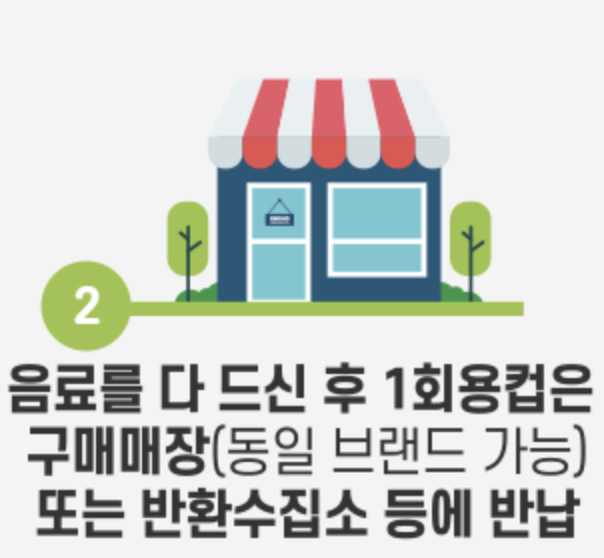 2
음료를 다 드신 후 1회용컵은
구매매장(동일 브랜드 가능)
또는 반환수집소 등에 반납